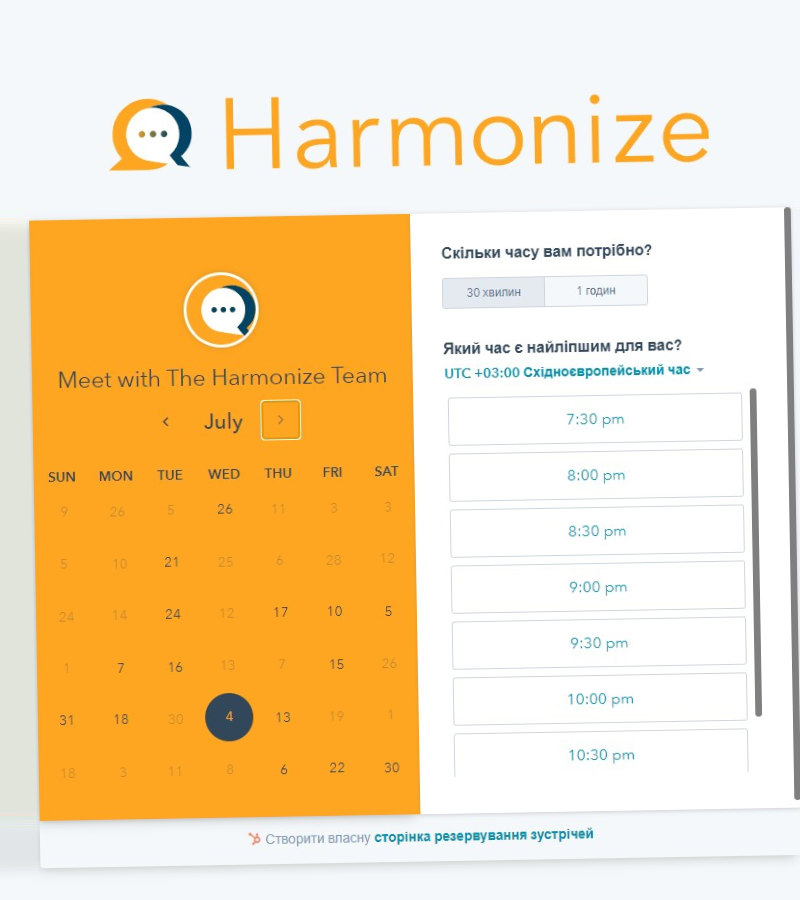 Harmonize
Meet with The Harmonize Team
July
SUN MON TUE WED THU FRI SAT
9 26 5 26 11 3 3
5 10 21 25 6 28 12
24 14 24 12 17 10 5
1 7 16 13 7 15 26
31 18 30 4 13 19 1
18 3 11 8 6 22 30
Скільки часу вам потрібно?
30 хвилин 1 годин
Який час є найліпшим для вас?
UTC +03:00 Східноєвропейський час
7:30 pm
8:00 pm
8:30 pm
9:00 pm
9:30 pm
10:00 pm
10:30 pm
Створити власну сторінка резервування зустрічей